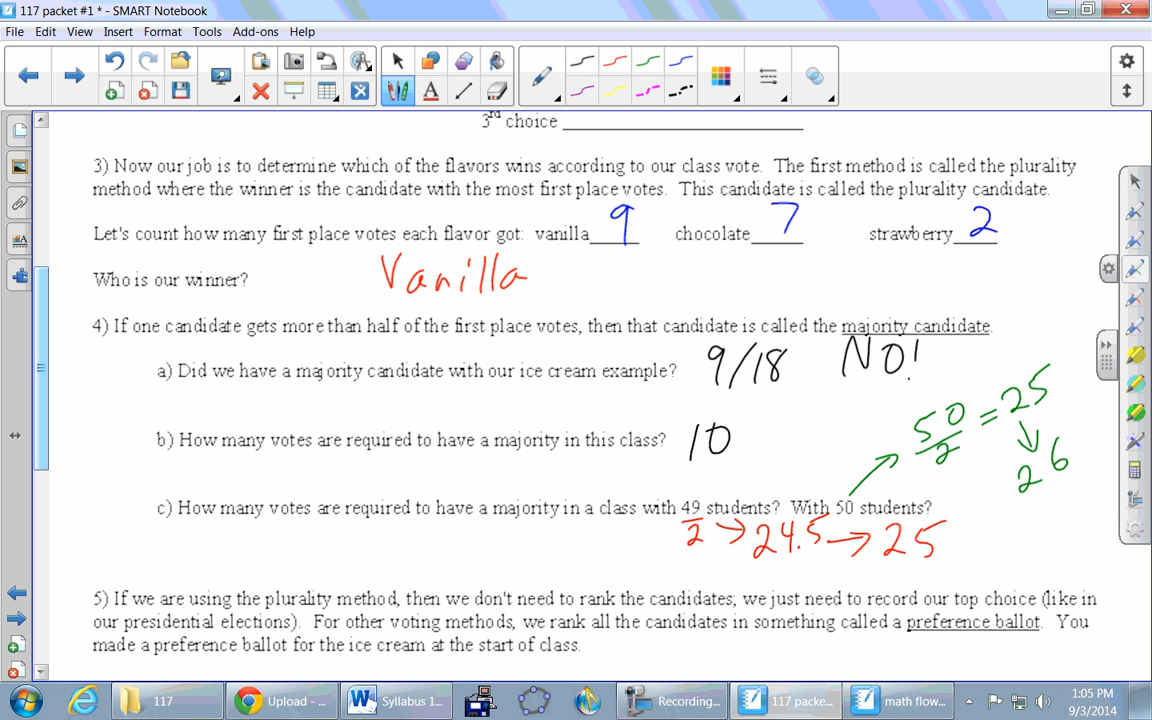 117 packet #1 * - SMART Notebook
File Edit View Insert Format Tools Add-ons Help
3rd choice ____________________
3) Now our job is to determine which of the flavors wins according to our class vote. The first method is called the plurality
method where the winner is the candidate with the most first place votes. This candidate is called the plurality candidate.
Let's count how many first place votes each flavor got: vanilla 9 chocolate 7 strawberry 2
Who is our winner? Vanilla
4) If one candidate gets more than half of the first place votes, then that candidate is called the majority candidate.
a) Did we have a majority candidate with our ice cream example? 9/18 NO!
50/2 = 25
↓
26
b) How many votes are required to have a majority in this class? 10
c) How many votes are required to have a majority in a class with 49 students? With 50 students?
2 → 24.5 → 25
5) If we are using the plurality method, then we don't need to rank the candidates; we just need to record our top choice (like in
our presidential elections). For other voting methods, we rank all the candidates in something called a preference ballot. You
made a preference ballot for the ice cream at the start of class.
117 Upload - ... Syllabus 1... Recording... 117 packe... math flow... 1:05 PM
9/3/2014